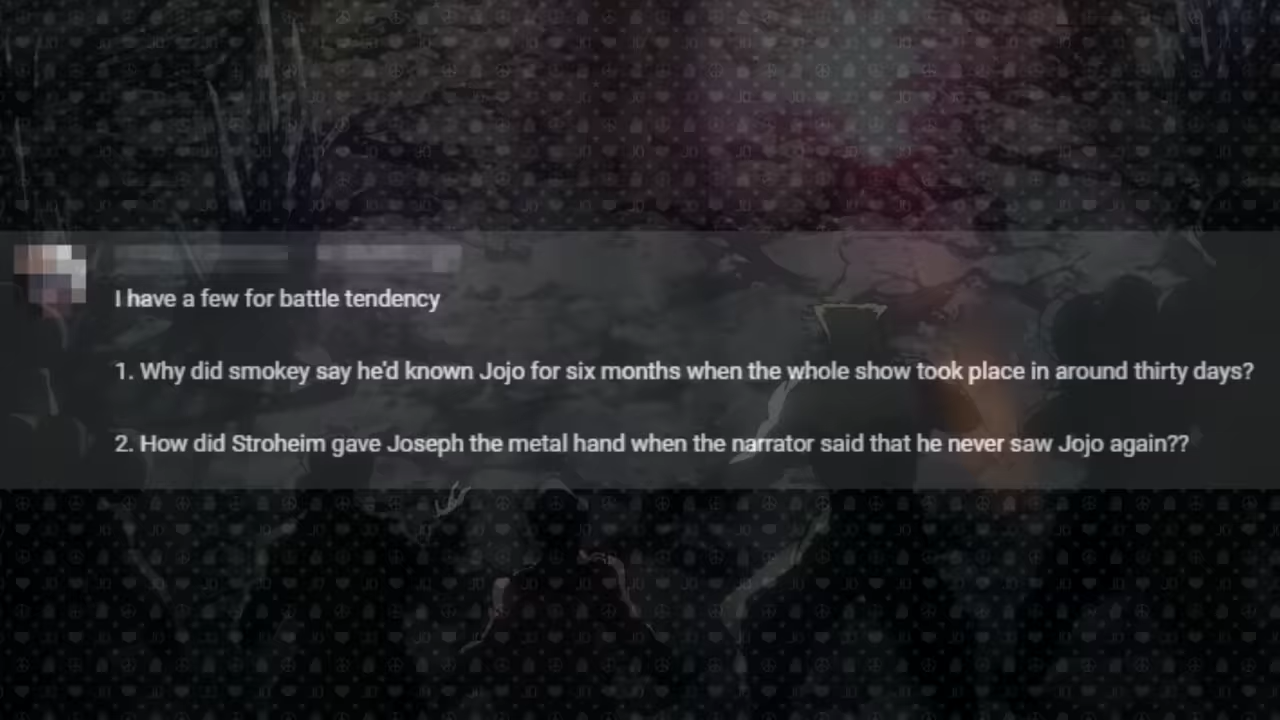 I have a few for battle tendency
1. Why did smokey say he'd known Jojo for six months when the whole show took place in around thirty days?
2. How did Stroheim gave Joseph the metal hand when the narrator said that he never saw Jojo again??